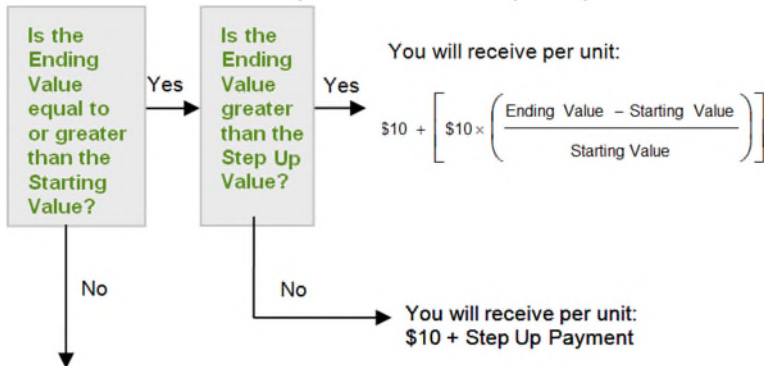 Is the
Ending
Value
equal to
or greater
than the
Starting
Value?
Yes
Is the
Ending
Value
greater
than the
Step Up
Value?
Yes
You will receive per unit:
$10 + [ $10 × ( Ending Value – Starting Value
Starting Value ) ]
No
No
You will receive per unit:
$10 + Step Up Payment